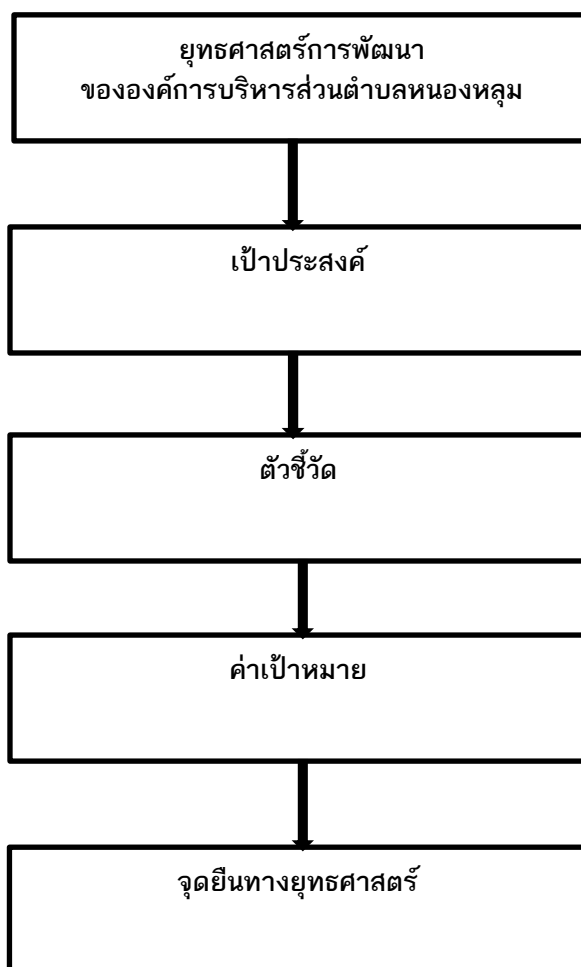 ยุทธศาสตร์การพัฒนา
ขององค์การบริหารส่วนตำบลหนองหลุม
เป้าประสงค์
ตัวชี้วัด
ค่าเป้าหมาย
จุดยืนทางยุทธศาสตร์